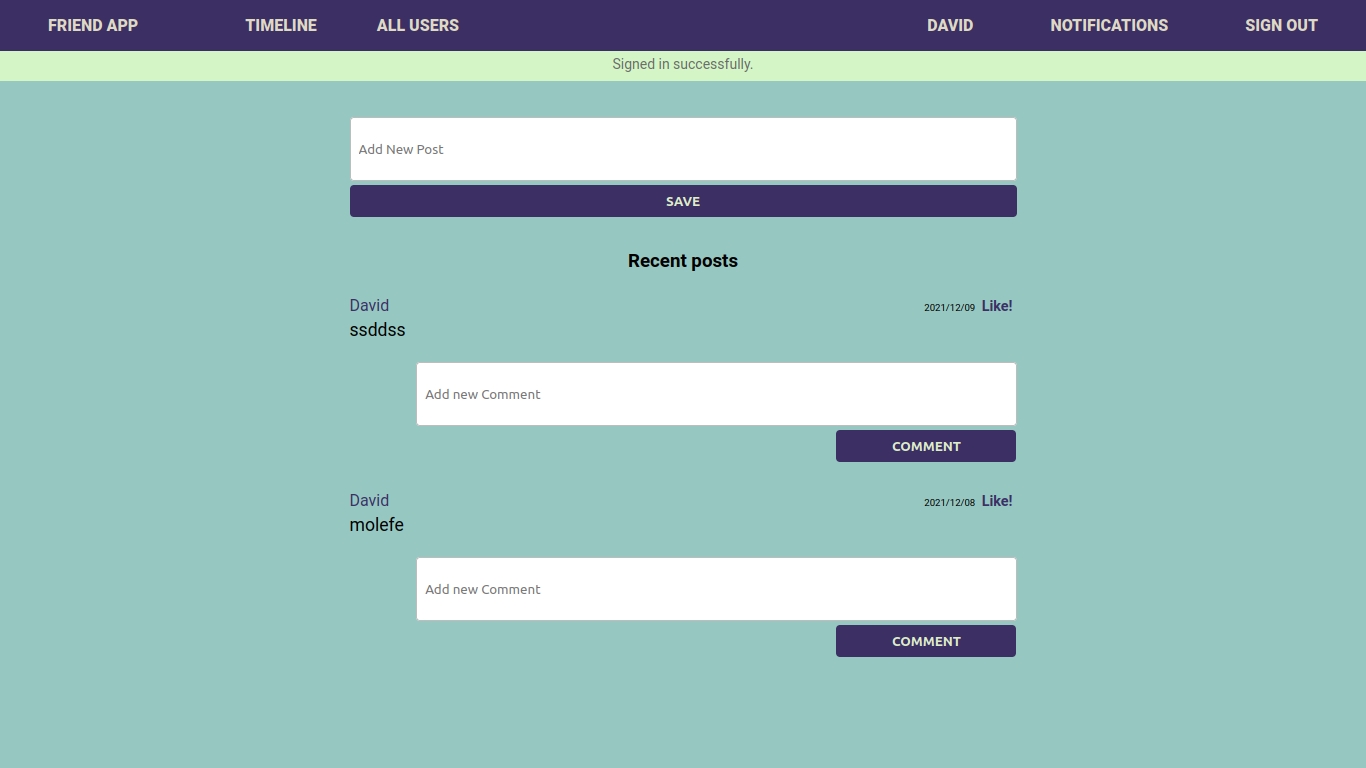 FRIEND APP TIMELINE ALL USERS DAVID NOTIFICATIONS SIGN OUT
Signed in successfully.
Add New Post
SAVE
Recent posts
David 2021/12/09 Like!
ssddss
Add new Comment
COMMENT
David 2021/12/08 Like!
molefe
Add new Comment
COMMENT